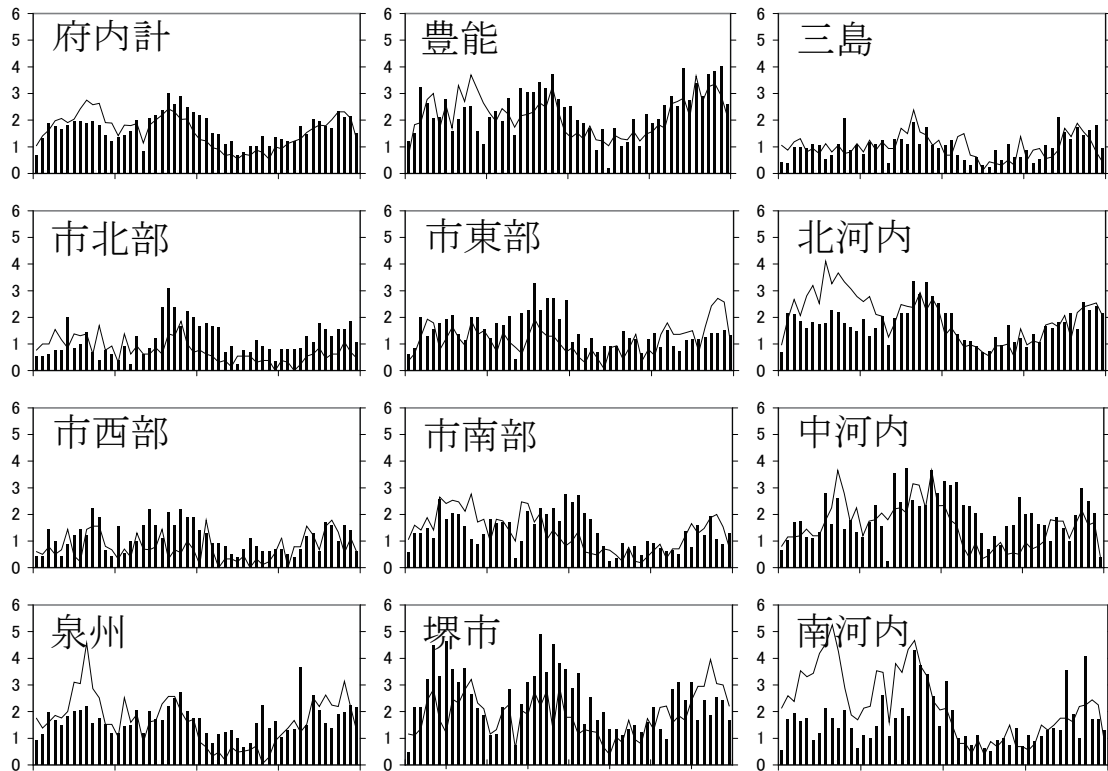 6 5 4 3 2 1 0 府内計
6 5 4 3 2 1 0 豊能
6 5 4 3 2 1 0 三島
6 5 4 3 2 1 0 市北部
6 5 4 3 2 1 0 市東部
6 5 4 3 2 1 0 北河内
6 5 4 3 2 1 0 市西部
6 5 4 3 2 1 0 市南部
6 5 4 3 2 1 0 中河内
6 5 4 3 2 1 0 泉州
6 5 4 3 2 1 0 堺市
6 5 4 3 2 1 0 南河内